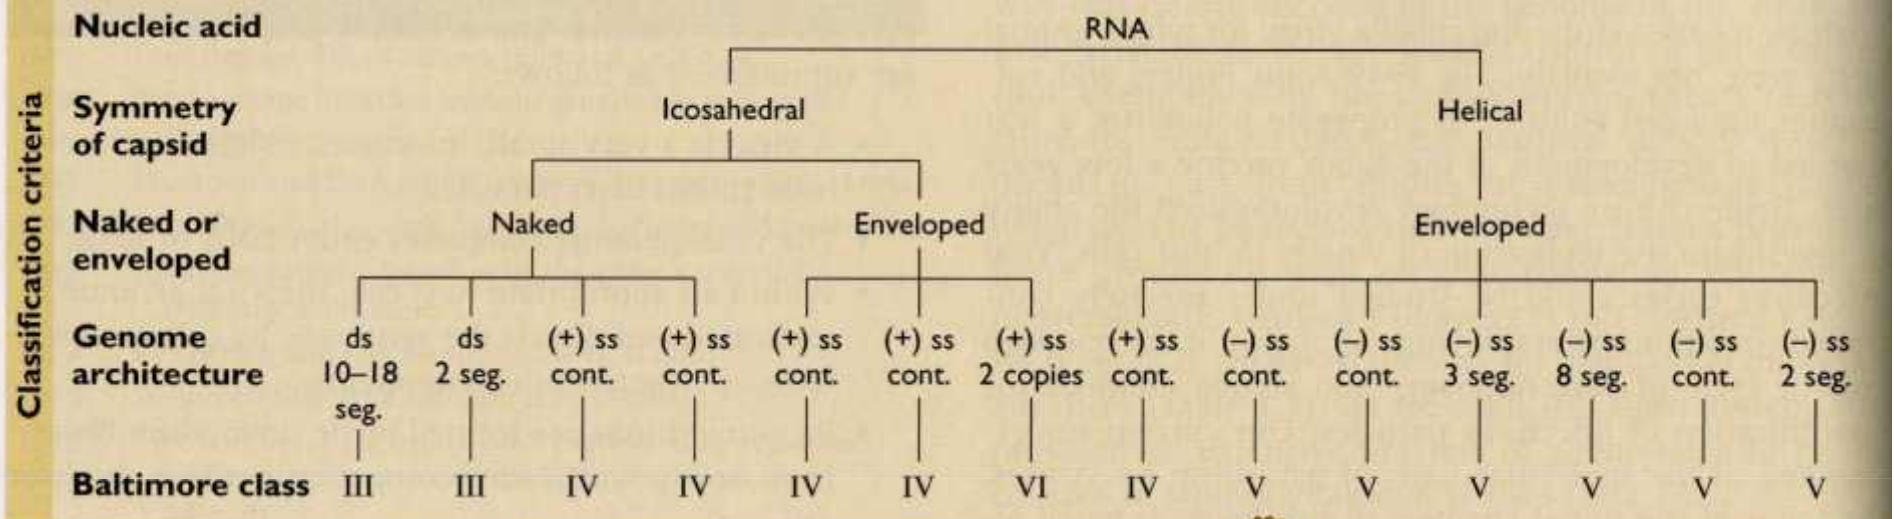 Classification criteria
Nucleic acid RNA
Symmetry Icosahedral Helical
of capsid
Naked or Naked Enveloped Enveloped
enveloped
Genome ds ds (+) ss (+) ss (+) ss (+) ss (+) ss (+) ss (–) ss (–) ss (–) ss (–) ss (–) ss (–) ss
architecture 10–18 2 seg. cont. cont. cont. cont. 2 copies cont. cont. cont. 3 seg. 8 seg. cont. 2 seg.
seg.
Baltimore class III III IV IV IV IV VI IV V V V V V V